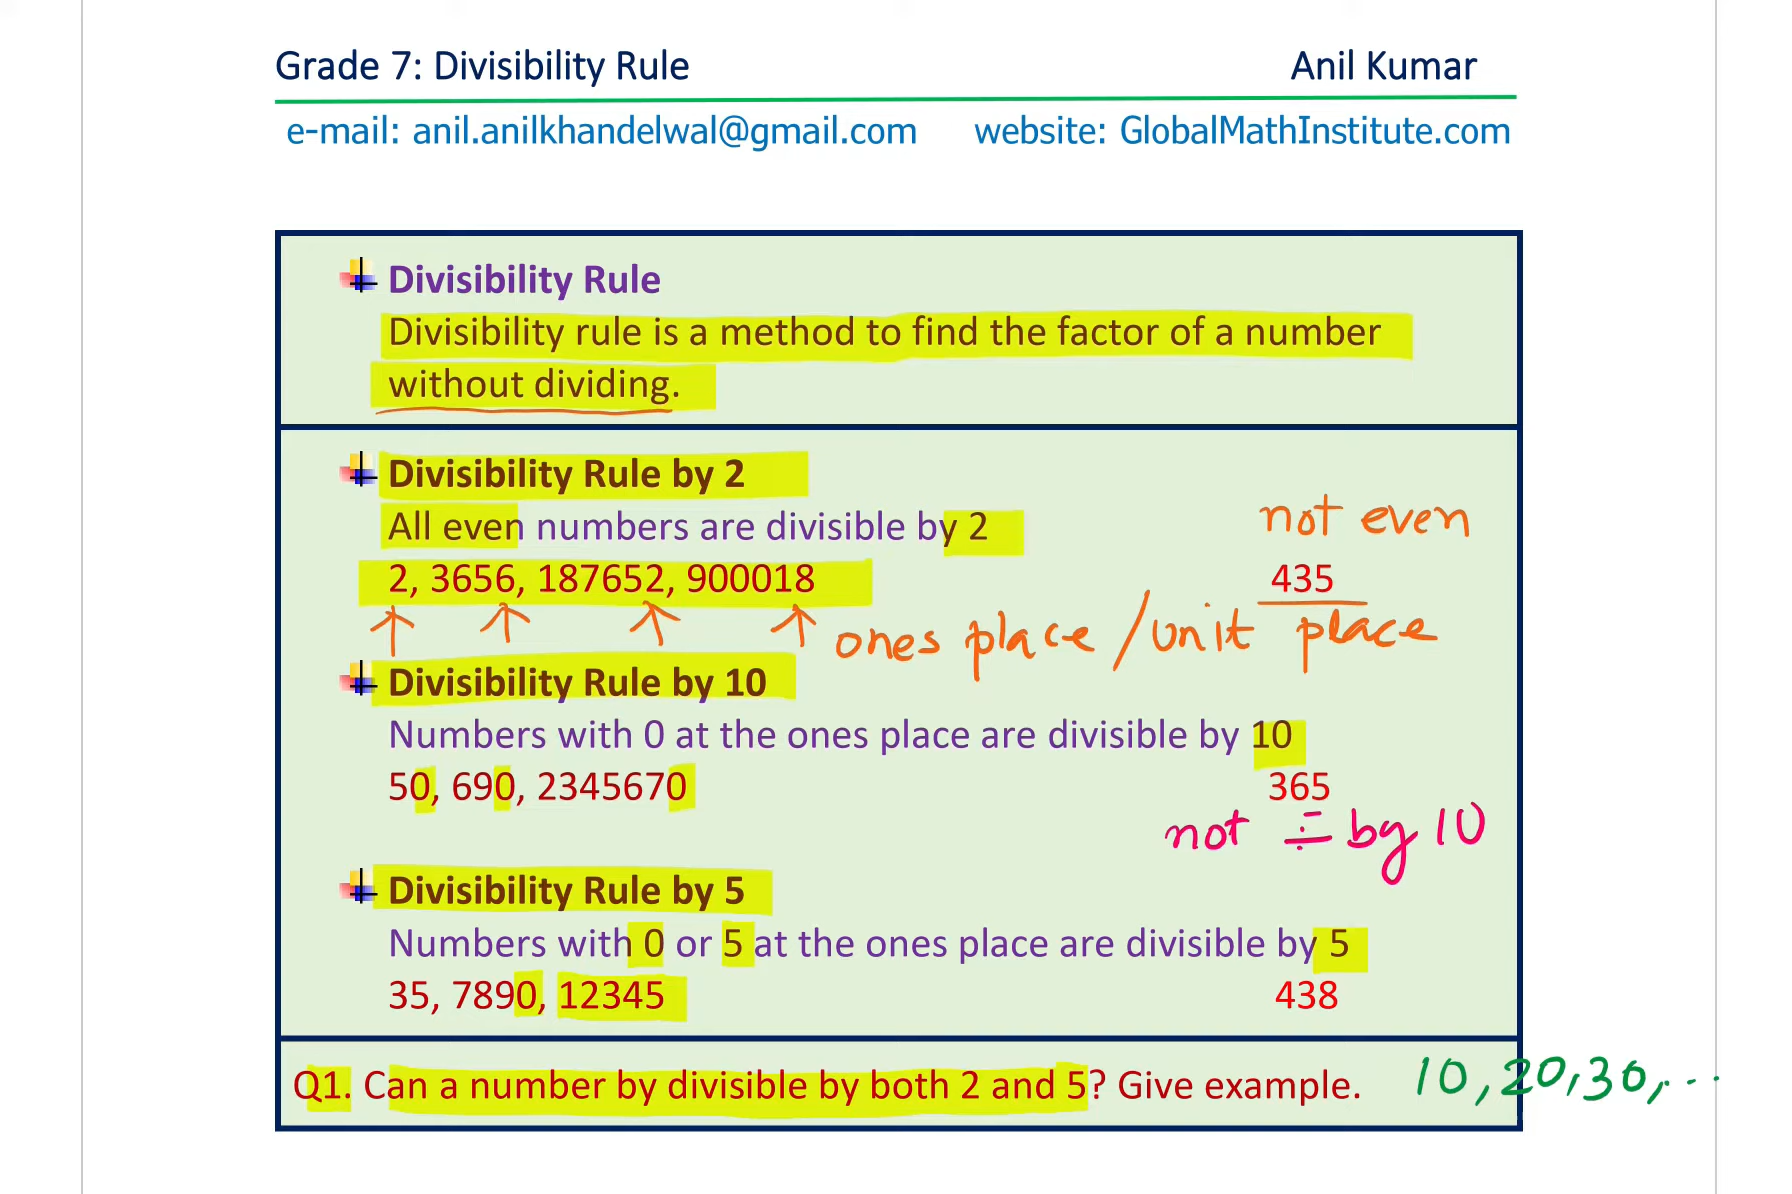 Grade 7: Divisibility Rule Anil Kumar
e-mail: anil.anilkhandelwal@gmail.com website: GlobalMathInstitute.com
Divisibility Rule
Divisibility rule is a method to find the factor of a number
without dividing.
Divisibility Rule by 2
not even
All even numbers are divisible by 2
2, 3656, 187652, 900018 435
ones place / unit place
Divisibility Rule by 10
Numbers with 0 at the ones place are divisible by 10
50, 690, 2345670 365
not ÷ by 10
Divisibility Rule by 5
Numbers with 0 or 5 at the ones place are divisible by 5
35, 7890, 12345 438
Q1. Can a number by divisible by both 2 and 5? Give example. 10, 20, 30, ...